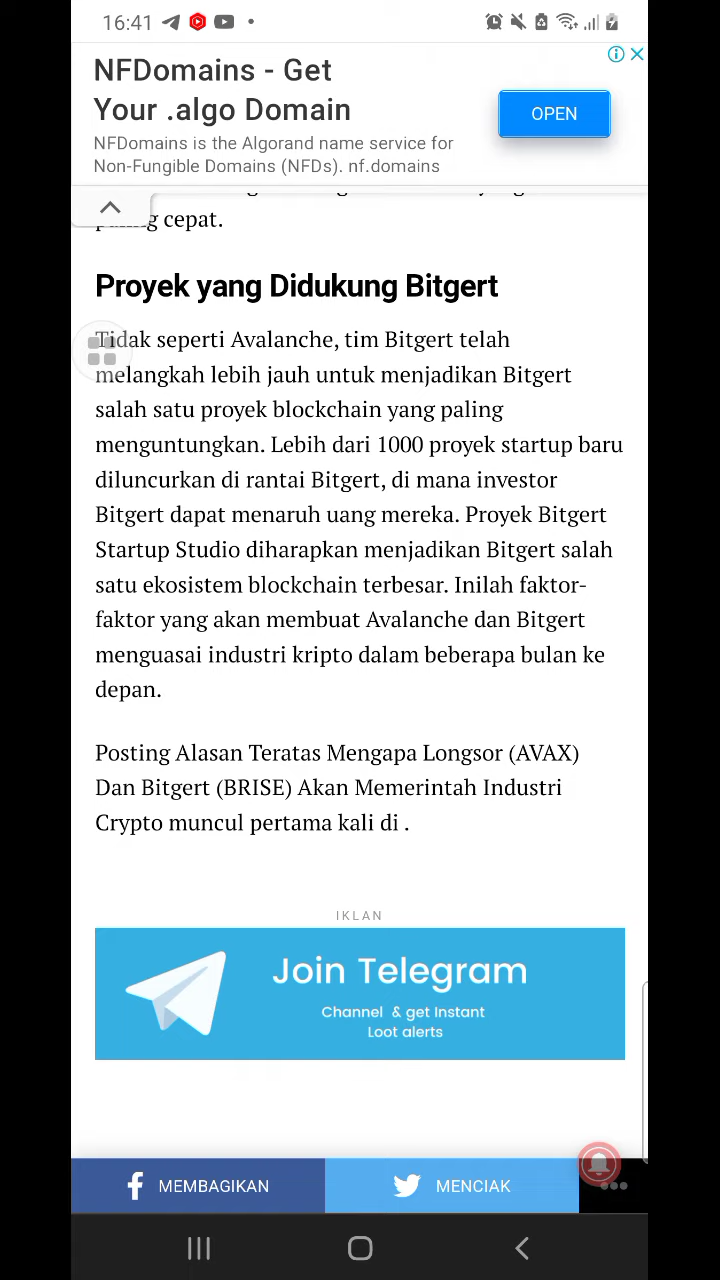 16:41
NFDomains - Get
Your .algo Domain
OPEN
NFDomains is the Algorand name service for
Non-Fungible Domains (NFDs). nf.domains
cepat.
Proyek yang Didukung Bitgert
Tidak seperti Avalanche, tim Bitgert telah
melangkah lebih jauh untuk menjadikan Bitgert
salah satu proyek blockchain yang paling
menguntungkan. Lebih dari 1000 proyek startup baru
diluncurkan di rantai Bitgert, di mana investor
Bitgert dapat menaruh uang mereka. Proyek Bitgert
Startup Studio diharapkan menjadikan Bitgert salah
satu ekosistem blockchain terbesar. Inilah faktor-
faktor yang akan membuat Avalanche dan Bitgert
menguasai industri kripto dalam beberapa bulan ke
depan.
Posting Alasan Teratas Mengapa Longsor (AVAX)
Dan Bitgert (BRISE) Akan Memerintah Industri
Crypto muncul pertama kali di .
IKLAN
Join Telegram
Channel & get Instant
Loot alerts
MEMBAGIKAN
MENCIAK